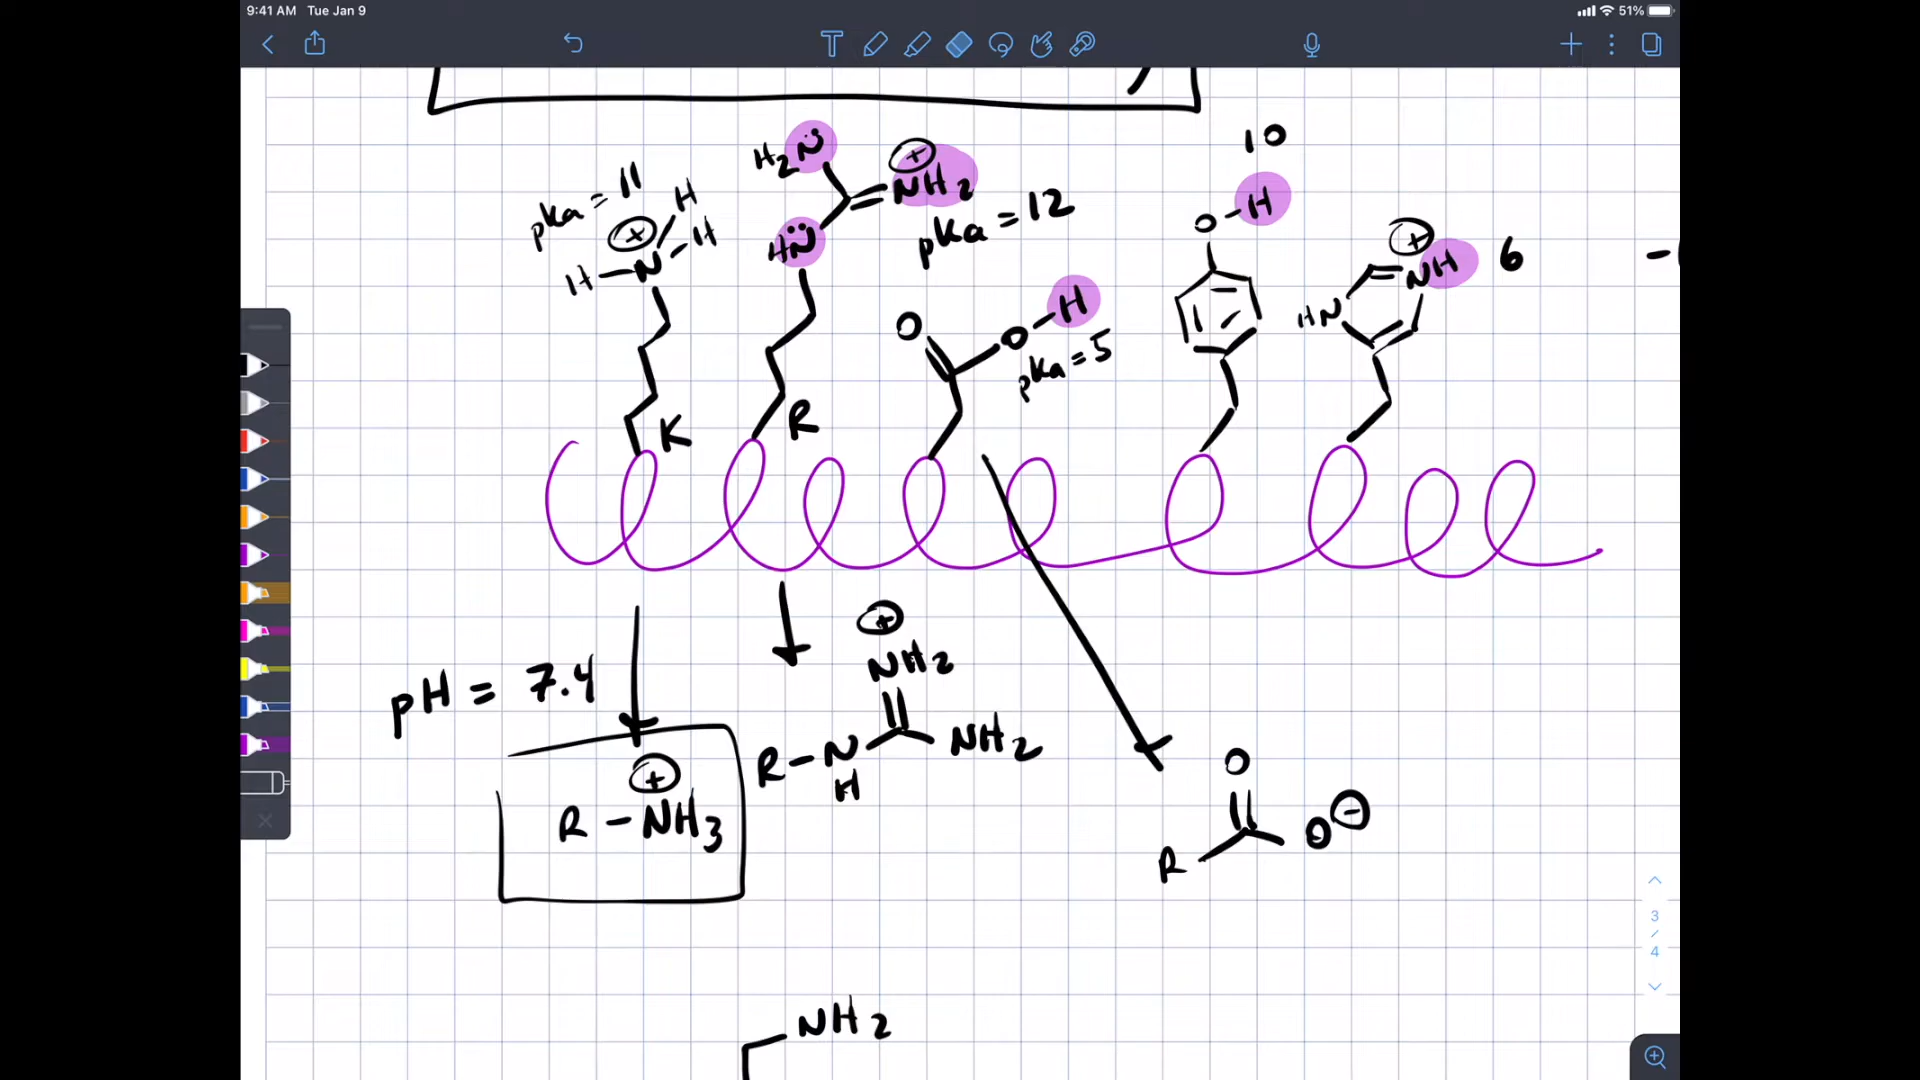 9:41 AM Tue Jan 9
51%
10
H2N
NH2
+
pKa = 11
H
H
H
N
+
HN
pKa = 12
O-H
+
NH
6
HN
O
O-H
pKa = 5
K
R
+
NH2
pH = 7.4
R-N
H
NH2
+
R-NH3
O
R
O
-
3
/
4
NH2